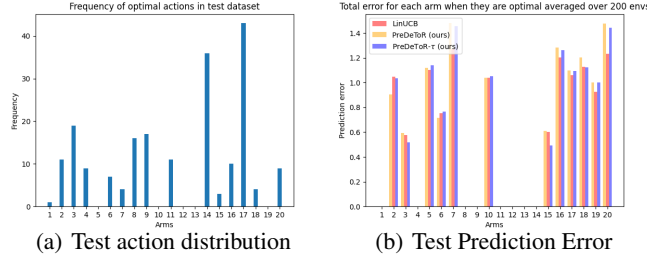 Frequency of optimal actions in test dataset
Frequency
40
30
20
10
0
1 2 3 4 5 6 7 8 9 10 11 12 13 14 15 16 17 18 19 20
Arms
(a) Test action distribution
Total error for each arm when they are optimal averaged over 200 envs
Prediction error
1.4
1.2
1.0
0.8
0.6
0.4
0.2
0.0
LinUCB
PreDeToR (ours)
PreDeToR-τ (ours)
1 2 3 4 5 6 7 8 9 10 11 12 13 14 15 16 17 18 19 20
Arms
(b) Test Prediction Error